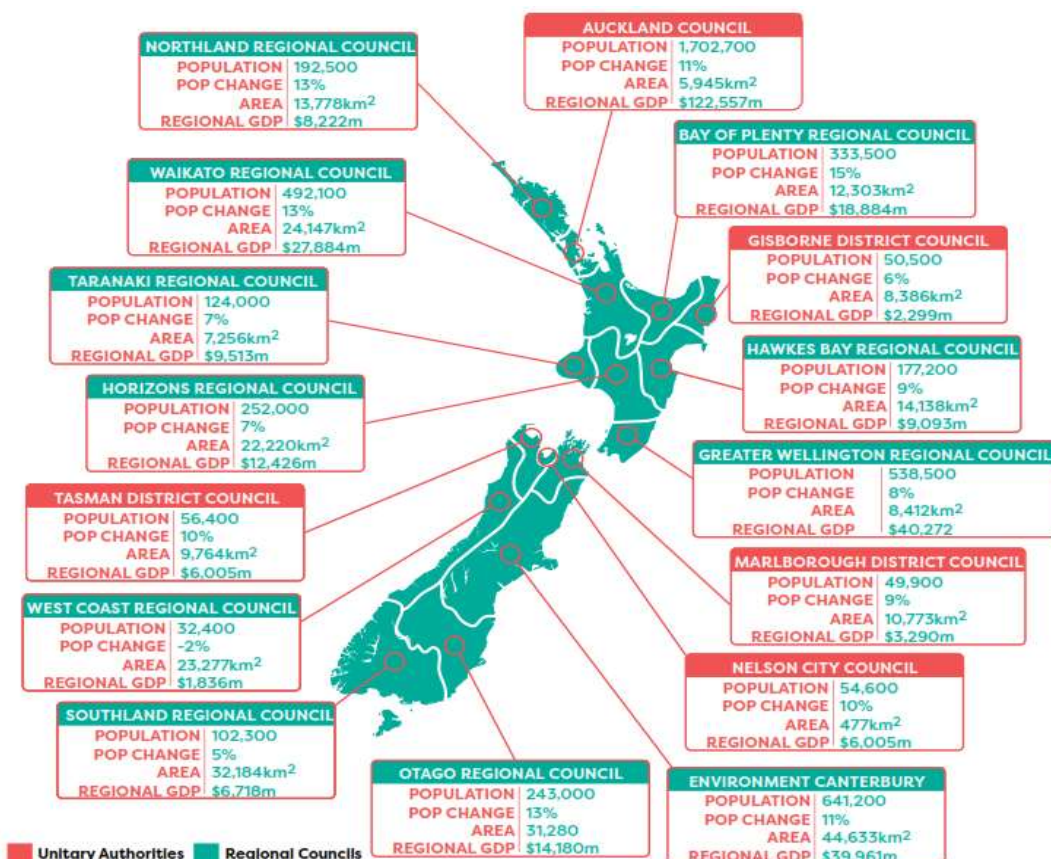 AUCKLAND COUNCIL
POPULATION 1,702,700
POP CHANGE 11%
AREA 5,945km²
REGIONAL GDP $122,557m
NORTHLAND REGIONAL COUNCIL
POPULATION 192,500
POP CHANGE 13%
AREA 13,778km²
REGIONAL GDP $8,222m
BAY OF PLENTY REGIONAL COUNCIL
POPULATION 333,500
POP CHANGE 15%
AREA 12,303km²
REGIONAL GDP $18,884m
WAIKATO REGIONAL COUNCIL
POPULATION 492,100
POP CHANGE 13%
AREA 24,147km²
REGIONAL GDP $27,884m
GISBORNE DISTRICT COUNCIL
POPULATION 50,500
POP CHANGE 6%
AREA 8,386km²
REGIONAL GDP $2,299m
TARANAKI REGIONAL COUNCIL
POPULATION 124,000
POP CHANGE 7%
AREA 7,256km²
REGIONAL GDP $9,513m
HAWKES BAY REGIONAL COUNCIL
POPULATION 177,200
POP CHANGE 9%
AREA 14,138km²
REGIONAL GDP $9,093m
HORIZONS REGIONAL COUNCIL
POPULATION 252,000
POP CHANGE 7%
AREA 22,220km²
REGIONAL GDP $12,426m
GREATER WELLINGTON REGIONAL COUNCIL
POPULATION 538,500
POP CHANGE 8%
AREA 8,412km²
REGIONAL GDP $40,272
TASMAN DISTRICT COUNCIL
POPULATION 56,400
POP CHANGE 10%
AREA 9,764km²
REGIONAL GDP $6,005m
MARLBOROUGH DISTRICT COUNCIL
POPULATION 49,900
POP CHANGE 9%
AREA 10,773km²
REGIONAL GDP $3,290m
WEST COAST REGIONAL COUNCIL
POPULATION 32,400
POP CHANGE -2%
AREA 23,277km²
REGIONAL GDP $1,836m
NELSON CITY COUNCIL
POPULATION 54,600
POP CHANGE 10%
AREA 477km²
REGIONAL GDP $6,005m
SOUTHLAND REGIONAL COUNCIL
POPULATION 102,300
POP CHANGE 5%
AREA 32,184km²
REGIONAL GDP $6,718m
OTAGO REGIONAL COUNCIL
POPULATION 243,000
POP CHANGE 13%
AREA 31,280
REGIONAL GDP $14,180m
ENVIRONMENT CANTERBURY
POPULATION 641,200
POP CHANGE 11%
AREA 44,633km²
REGIONAL GDP $39,961m
Unitary Authorities Regional Councils